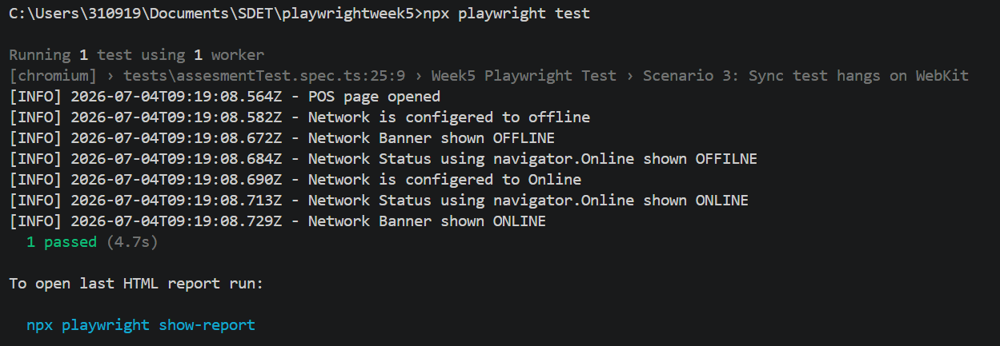 C:\Users\310919\Documents\SDET\playwrightweek5>npx playwright test
Running 1 test using 1 worker
[chromium] › tests\assesmentTest.spec.ts:25:9 › Week5 Playwright Test › Scenario 3: Sync test hangs on WebKit
[INFO] 2026-07-04T09:19:08.564Z - POS page opened
[INFO] 2026-07-04T09:19:08.582Z - Network is configered to offline
[INFO] 2026-07-04T09:19:08.672Z - Network Banner shown OFFLINE
[INFO] 2026-07-04T09:19:08.684Z - Network Status using navigator.Online shown OFFILNE
[INFO] 2026-07-04T09:19:08.690Z - Network is configered to Online
[INFO] 2026-07-04T09:19:08.713Z - Network Status using navigator.Online shown ONLINE
[INFO] 2026-07-04T09:19:08.729Z - Network Banner shown ONLINE
1 passed (4.7s)
To open last HTML report run:
npx playwright show-report